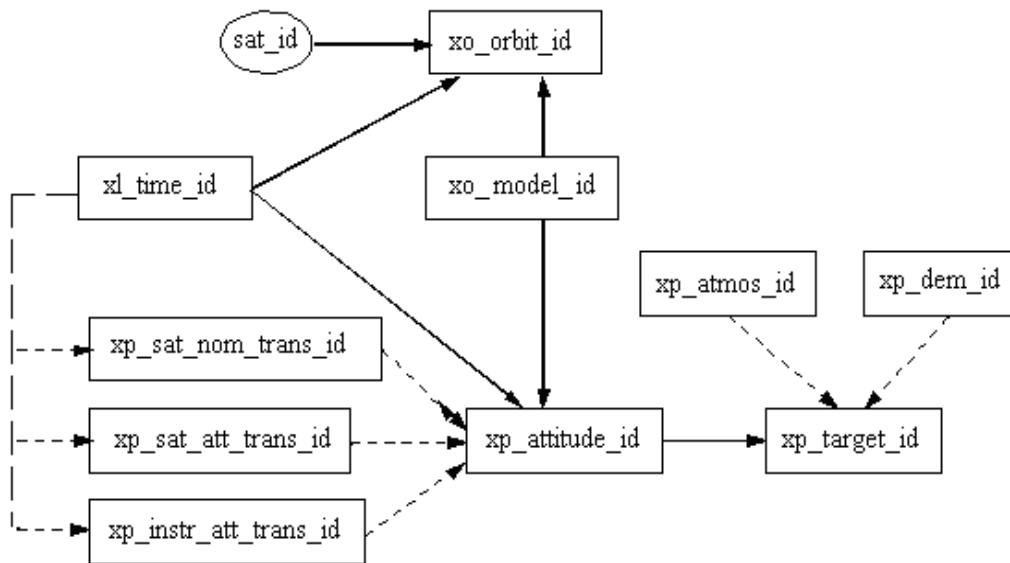 sat_id
xo_orbit_id
xl_time_id
xo_model_id
xp_atmos_id
xp_dem_id
xp_sat_nom_trans_id
xp_sat_att_trans_id
xp_attitude_id
xp_target_id
xp_instr_att_trans_id